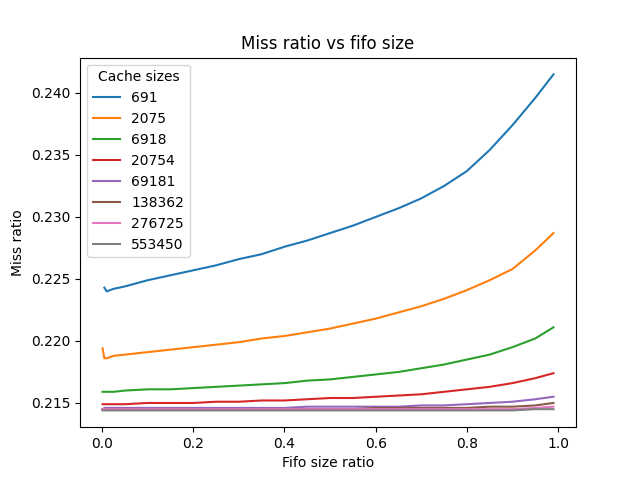 Miss ratio vs fifo size
Cache sizes
691
2075
6918
20754
69181
138362
276725
553450
0.240
0.235
0.230
0.225
0.220
0.215
Miss ratio
0.0 0.2 0.4 0.6 0.8 1.0
Fifo size ratio